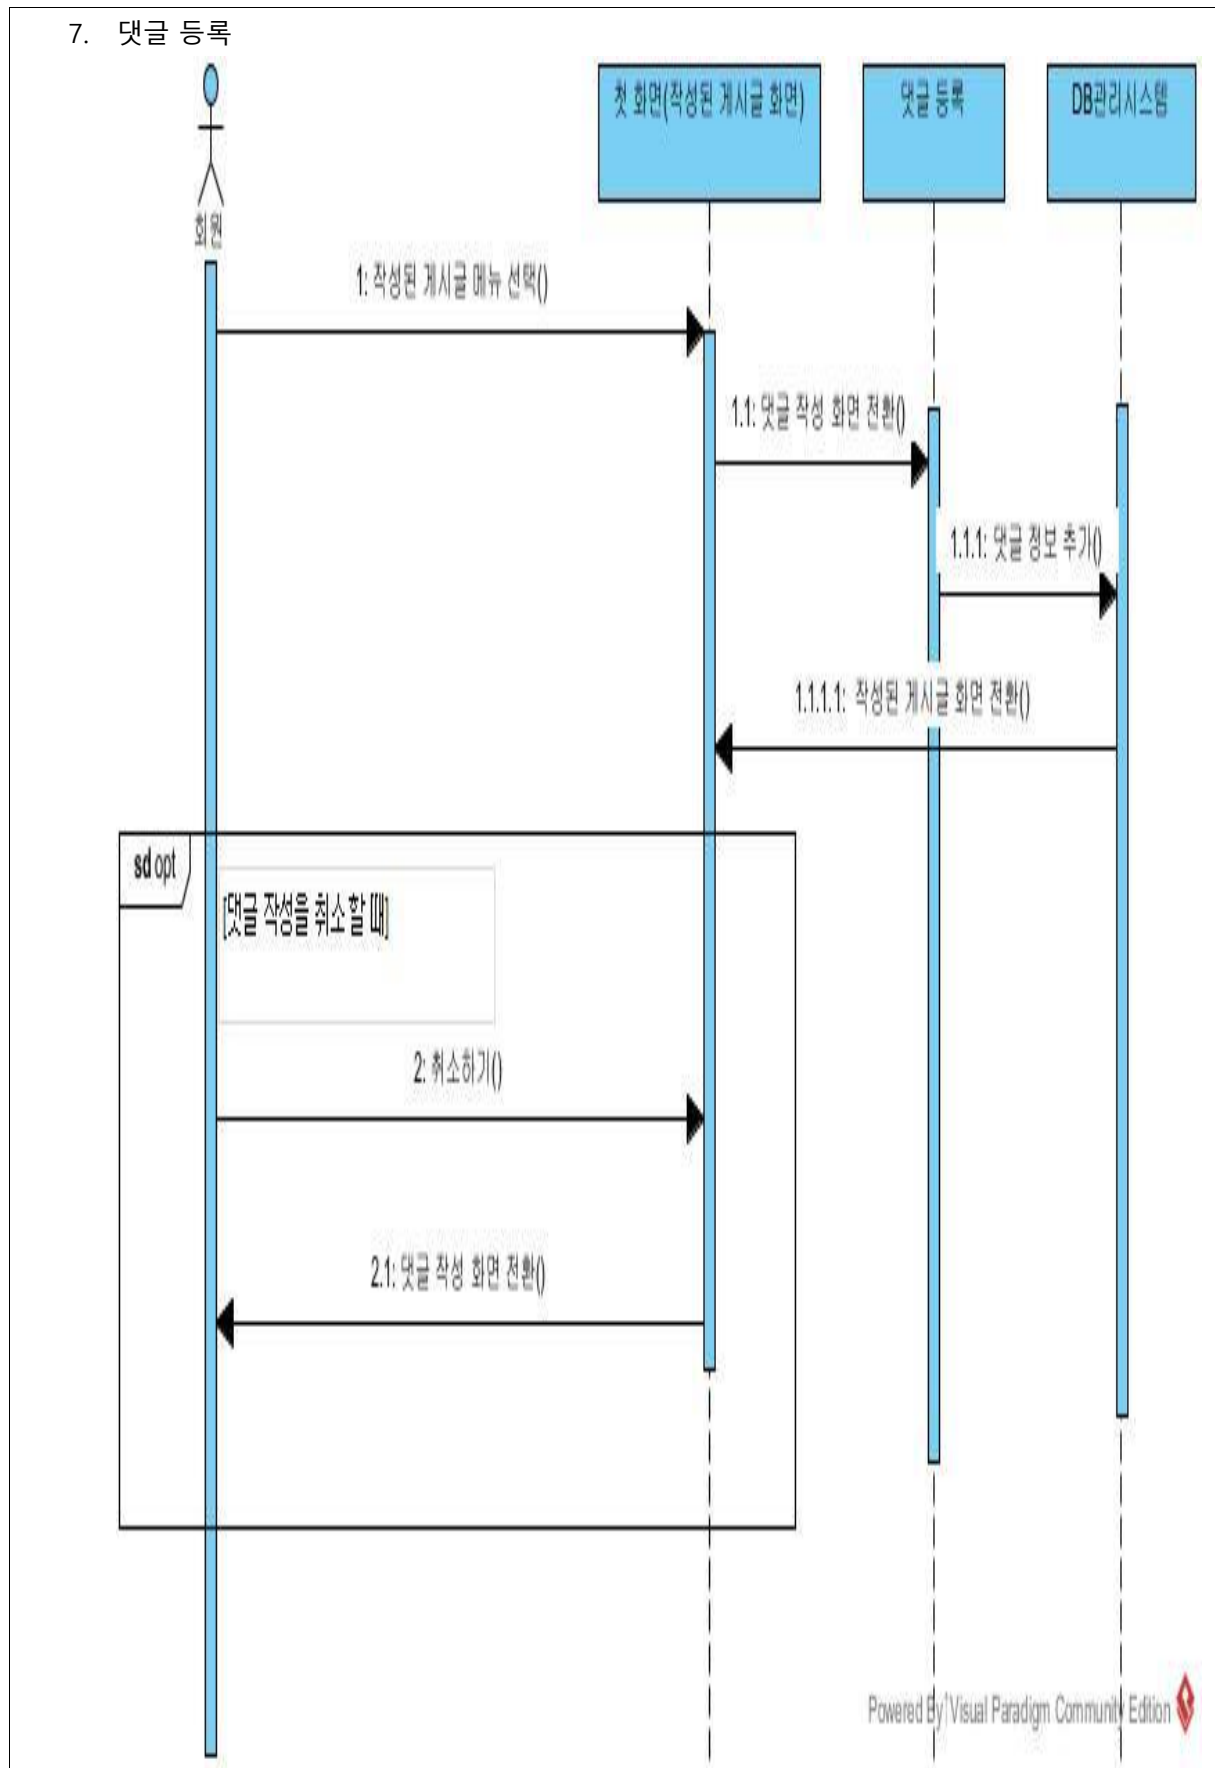 7. 댓글 등록
첫 화면(작성된 게시글 화면)
댓글 등록
DB관리시스템
회원
1: 작성된 게시글 메뉴 선택()
1.1: 댓글 작성 화면 전환()
1.1.1: 댓글 정보 추가()
1.1.1.1: 작성된 게시글 화면 전환()
sd opt
[댓글 작성을 취소할 때]
2: 취소하기()
2.1: 댓글 작성 화면 전환()
Powered By Visual Paradigm Community Edition